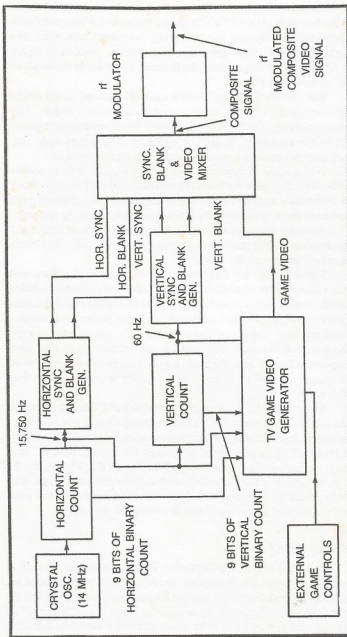 CRYSTAL
OSC.
(14 MHz)
HORIZONTAL
COUNT
15,750 Hz
HORIZONTAL
SYNC
AND BLANK
GEN.
HOR. SYNC
HOR. BLANK
VERT. SYNC
VERT. BLANK
SYNC.
BLANK
&
VIDEO
MIXER
rf
MODULATOR
COMPOSITE
SIGNAL
rf
MODULATED
COMPOSITE
VIDEO
SIGNAL
9 BITS OF
HORIZONTAL BINARY
COUNT
VERTICAL
COUNT
60 Hz
VERTICAL
SYNC
AND BLANK
GEN.
9 BITS OF
VERTICAL
BINARY COUNT
EXTERNAL
GAME
CONTROLS
TV GAME VIDEO
GENERATOR
GAME VIDEO